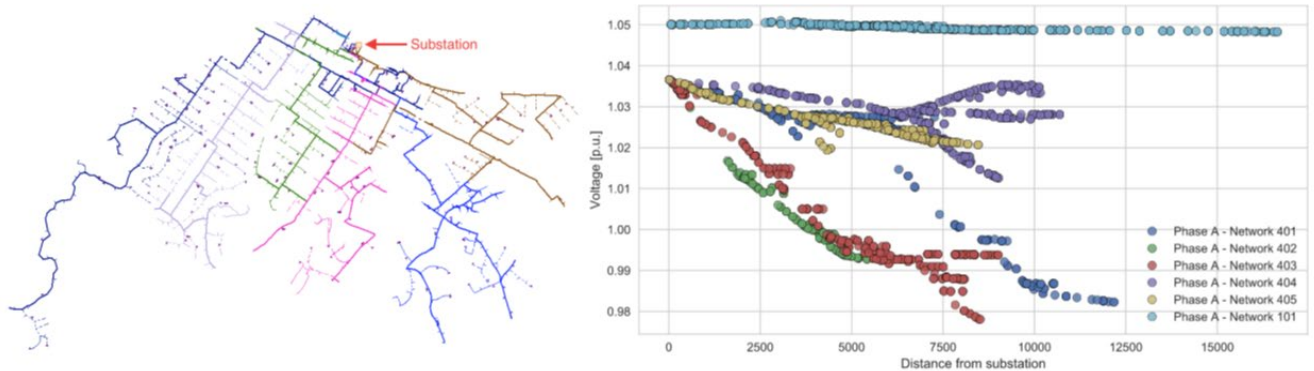 Substation
1.05
1.04
1.03
1.02
1.01
1.00
0.99
0.98
Voltage [p.u.]
0
2500
5000
7500
10000
12500
15000
Distance from substation
Phase A - Network 401
Phase A - Network 402
Phase A - Network 403
Phase A - Network 404
Phase A - Network 405
Phase A - Network 101